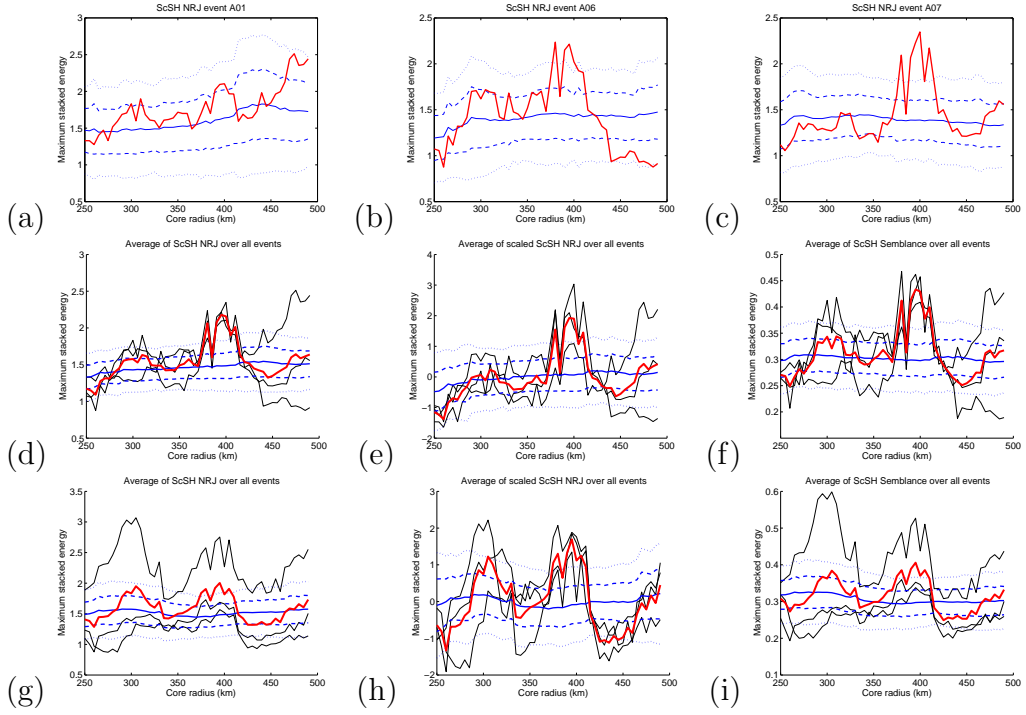 ScSH NRJ event A01
3
2.5
2
1.5
1
0.5
250 300 350 400 450 500
Maximum stacked energy
Core radius (km)
(a)
ScSH NRJ event A06
2.5
2
1.5
1
0.5
250 300 350 400 450 500
Maximum stacked energy
Core radius (km)
(b)
ScSH NRJ event A07
2.5
2
1.5
1
0.5
250 300 350 400 450 500
Maximum stacked energy
Core radius (km)
(c)
Average of ScSH NRJ over all events
3
2.5
2
1.5
1
0.5
250 300 350 400 450 500
Maximum stacked energy
Core radius (km)
(d)
Average of scaled ScSH NRJ over all events
4
3
2
1
0
−1
−2
250 300 350 400 450 500
Maximum stacked energy
Core radius (km)
(e)
Average of ScSH Semblance over all events
0.5
0.45
0.4
0.35
0.3
0.25
0.2
250 300 350 400 450 500
Maximum stacked energy
Core radius (km)
(f)
Average of ScSH NRJ over all events
3.5
3
2.5
2
1.5
1
0.5
250 300 350 400 450 500
Maximum stacked energy
Core radius (km)
(g)
Average of scaled ScSH NRJ over all events
3
2
1
0
−1
−2
250 300 350 400 450 500
Maximum stacked energy
Core radius (km)
(h)
Average of ScSH Semblance over all events
0.6
0.5
0.4
0.3
0.2
0.1
250 300 350 400 450 500
Maximum stacked energy
Core radius (km)
(i)